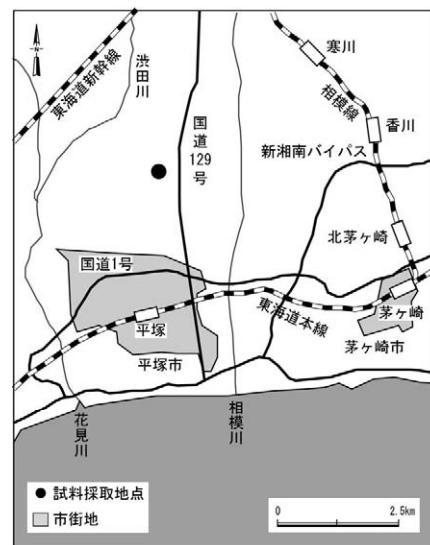 N
寒川
東海道新幹線
渋田川
相模線
国道129号
香川
新湘南バイパス
北茅ヶ崎
国道1号
茅ヶ崎
東海道本線
平塚
茅ヶ崎市
平塚市
花見川
相模川
試料採取地点
市街地
0
2.5km